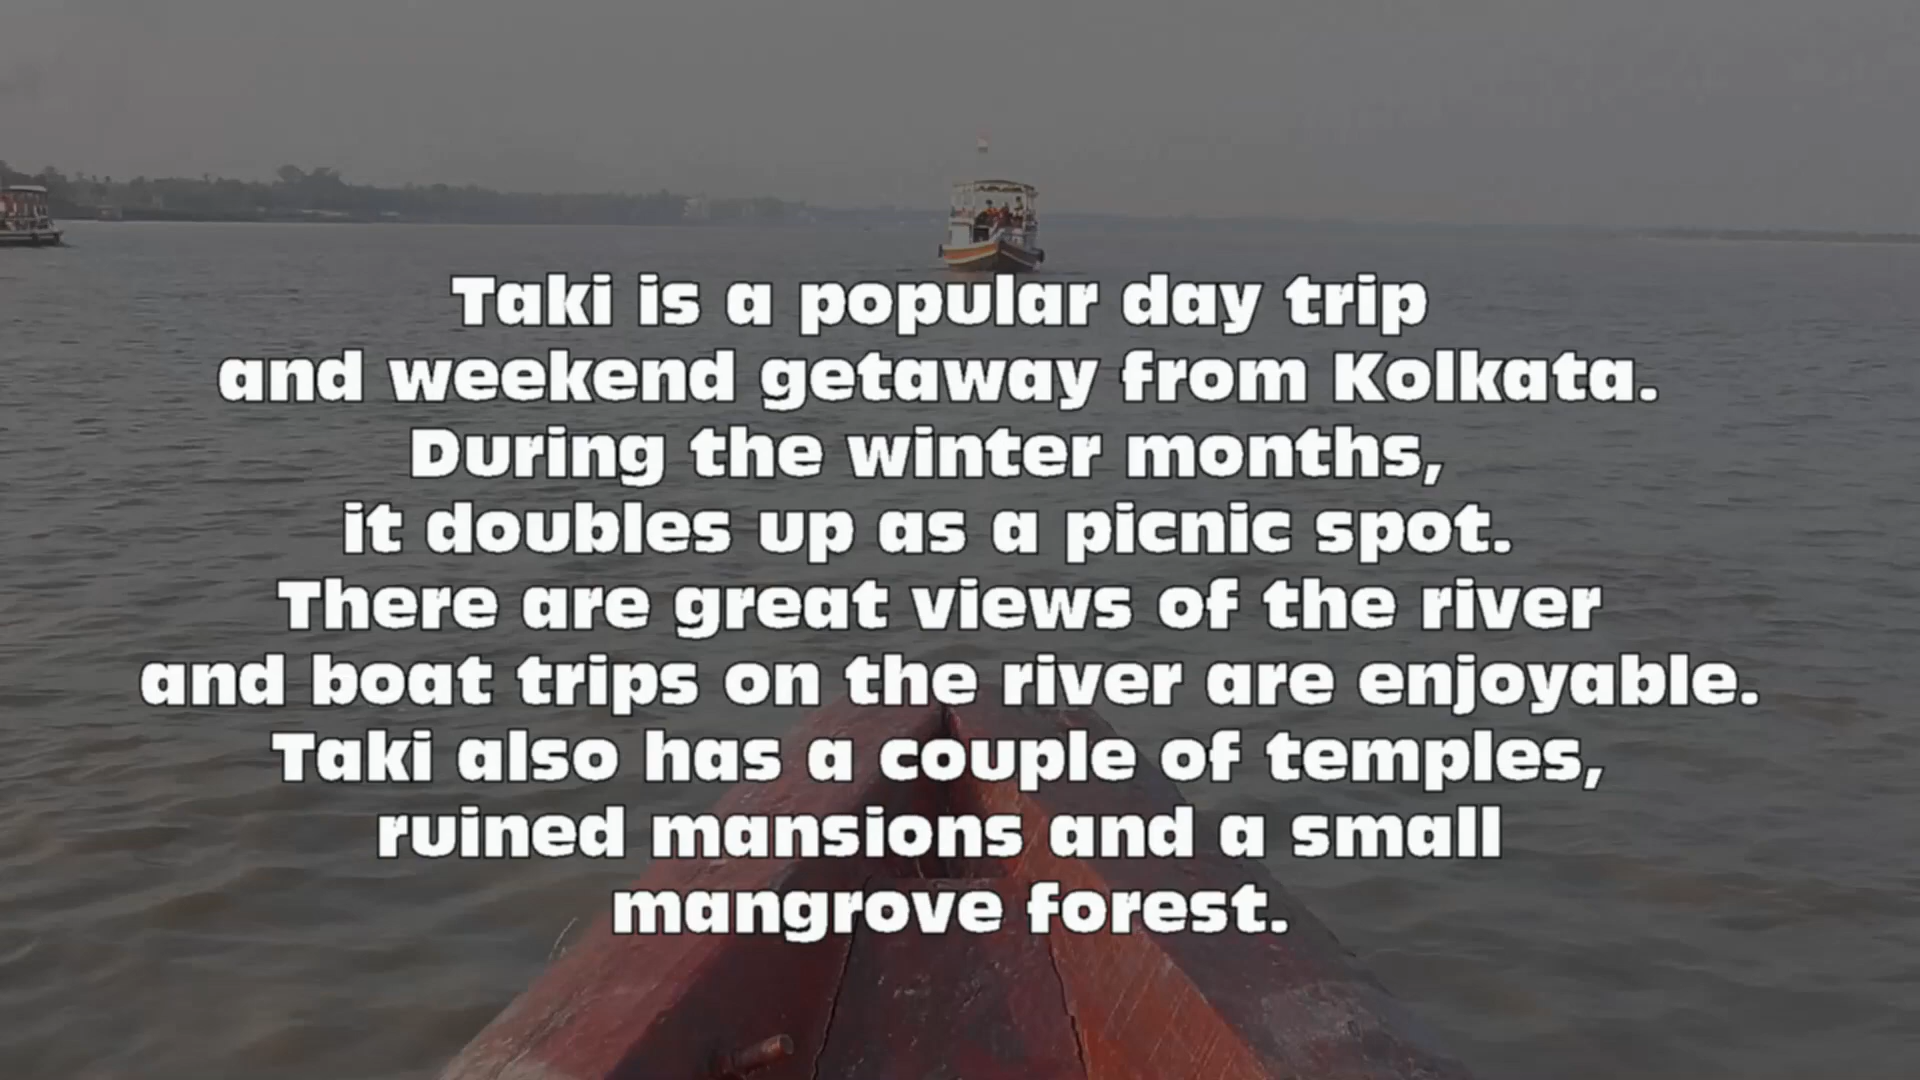 Taki is a popular day trip
and weekend getaway from Kolkata.
During the winter months,
it doubles up as a picnic spot.
There are great views of the river
and boat trips on the river are enjoyable.
Taki also has a couple of temples,
ruined mansions and a small
mangrove forest.